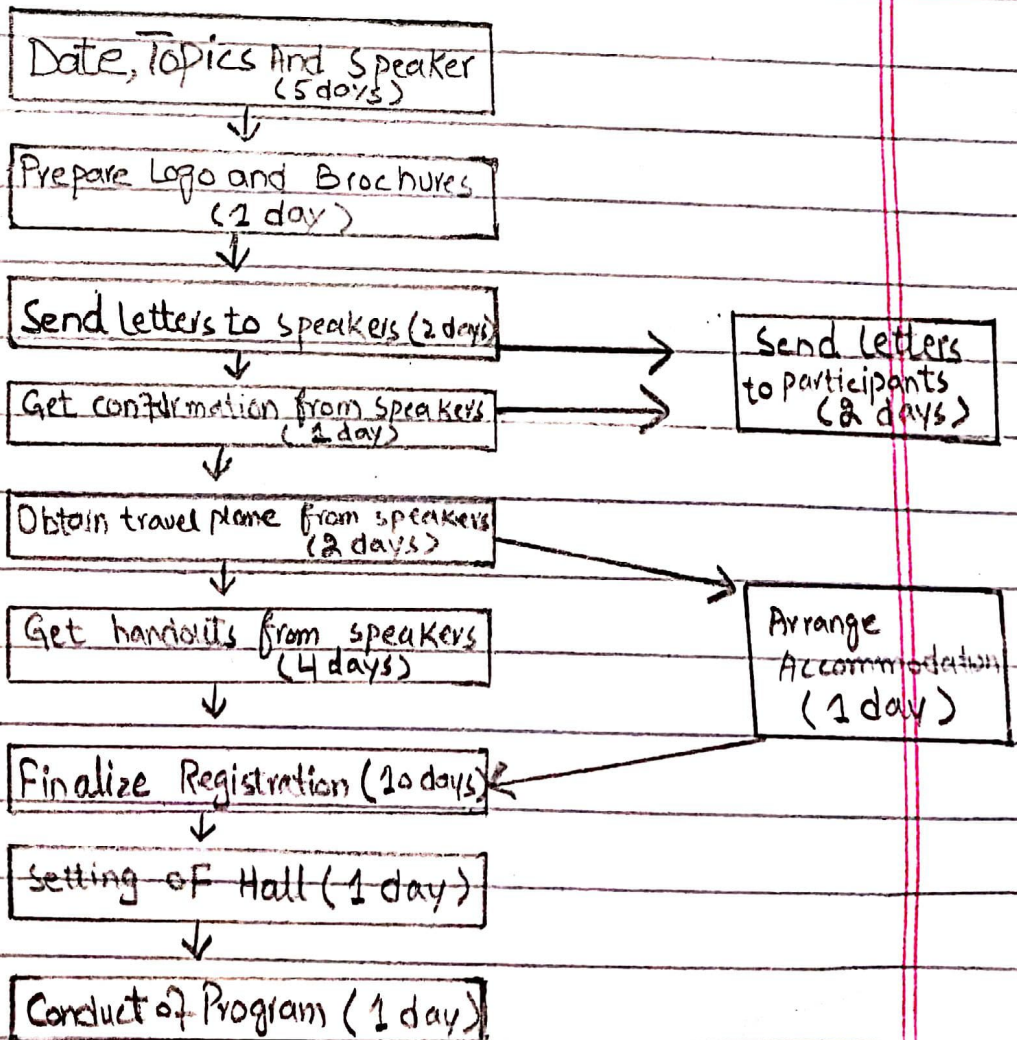 Date, Topics And Speaker
(5 days)
Prepare Logo and Brochures
(1 day)
Send letters to speakers (2 days)
Send letters
to participants
(2 days)
Get confirmation from speakers
(1 day)
Obtain travel plane from speakers
(2 days)
Get handouts from speakers
(4 days)
Arrange
Accommodation
(1 day)
Finalize Registration (10 days)
Setting of Hall (1 day)
Conduct of Program (1 day)